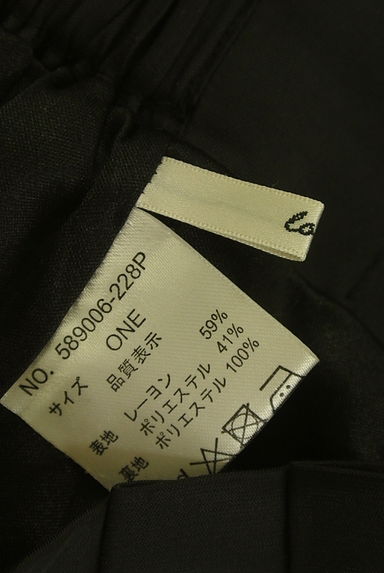 NO. 589006-228P
サイズ ONE
品質表示
表地 レーヨン 59%
ポリエステル 41%
裏地 ポリエステル 100%